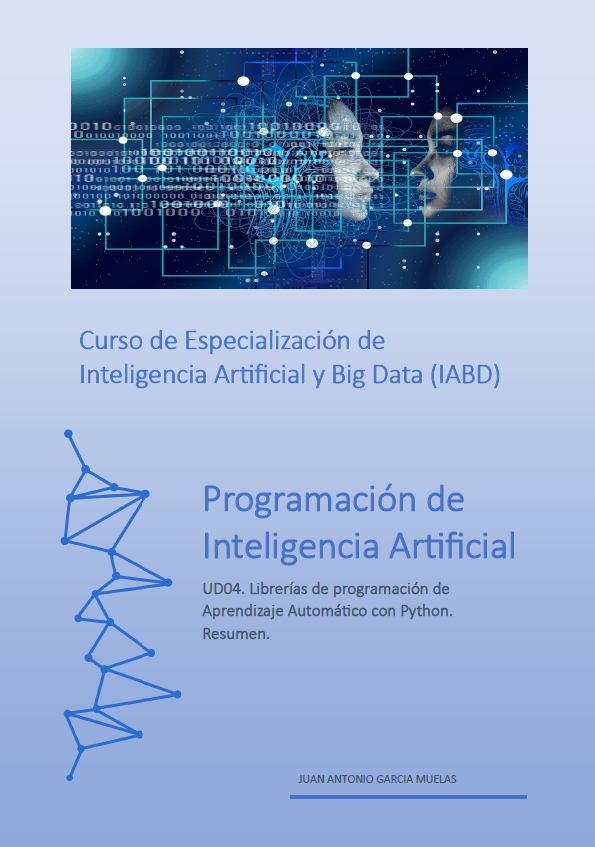 Curso de Especialización de
Inteligencia Artificial y Big Data (IABD)
Programación de
Inteligencia Artificial
UD04. Librerías de programación de
Aprendizaje Automático con Python.
Resumen.
JUAN ANTONIO GARCIA MUELAS